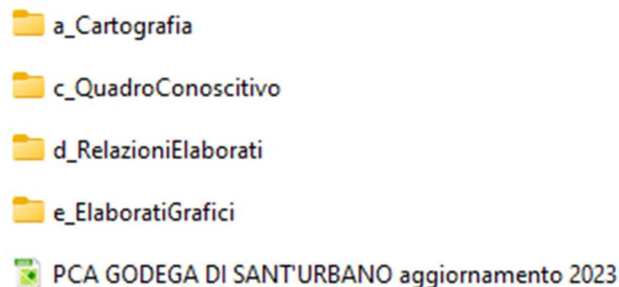 a_Cartografia
c_QuadroConoscitivo
d_RelazioniElaborati
e_ElaboratiGrafici
PCA GODEGA DI SANT'URBANO aggiornamento 2023